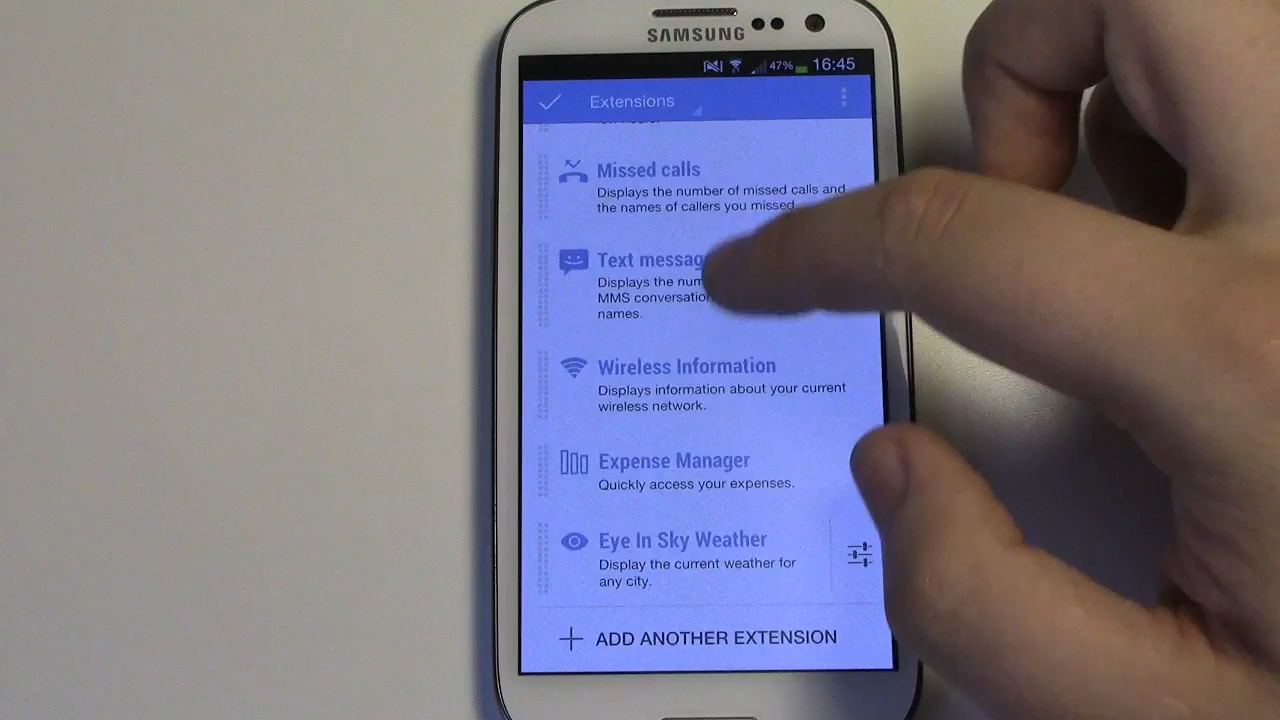 SAMSUNG
47% 16:45
Extensions
Missed calls
Displays the number of missed calls and
the names of callers you missed.
Text messag
Displays the num
MMS conversation
names.
Wireless Information
Displays information about your current
wireless network.
Expense Manager
Quickly access your expenses.
Eye In Sky Weather
Display the current weather for
any city.
ADD ANOTHER EXTENSION